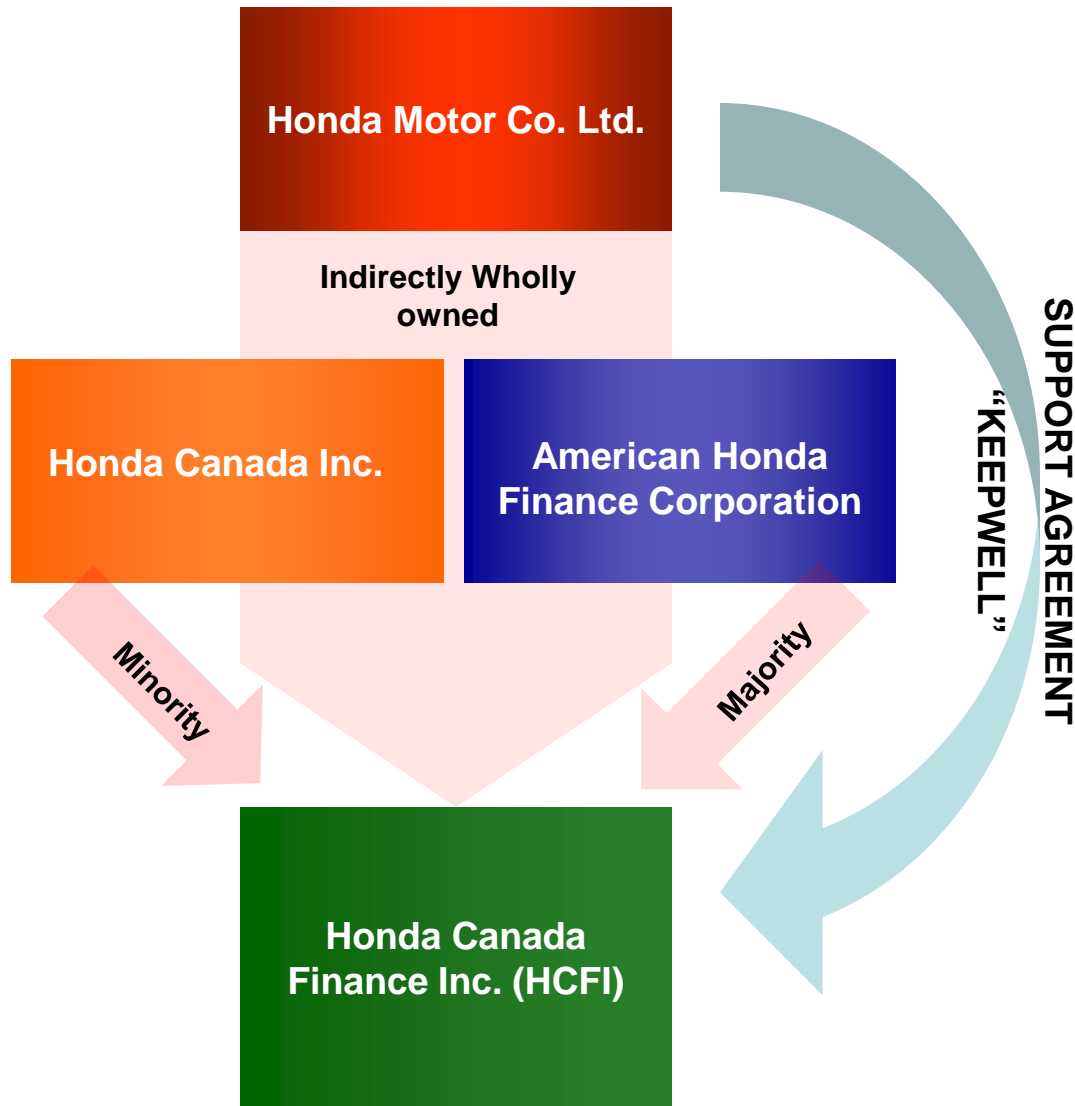 Honda Motor Co. Ltd.
Indirectly Wholly
owned
Honda Canada Inc.
American Honda
Finance Corporation
Minority
Majority
SUPPORT AGREEMENT
“KEEPWELL”
Honda Canada
Finance Inc. (HCFI)